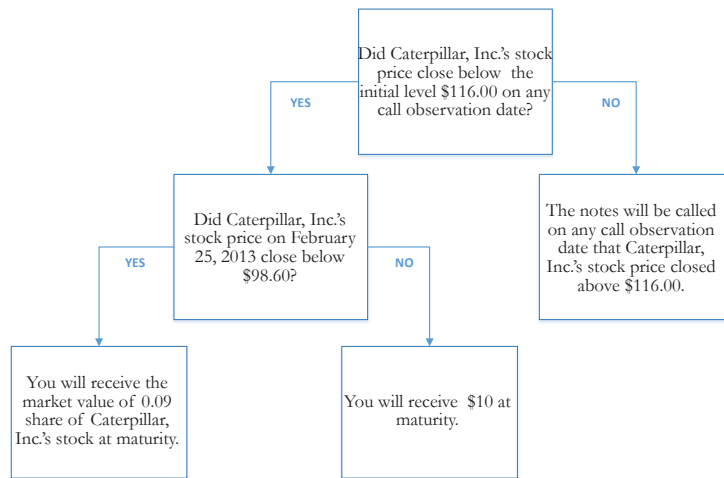 Did Caterpillar, Inc.'s stock
price close below the
initial level $116.00 on any
call observation date?
YES
NO
Did Caterpillar, Inc.'s
stock price on February
25, 2013 close below
$98.60?
The notes will be called
on any call observation
date that Caterpillar,
Inc.'s stock price closed
above $116.00.
YES
NO
You will receive the
market value of 0.09
share of Caterpillar,
Inc.'s stock at maturity.
You will receive $10 at
maturity.